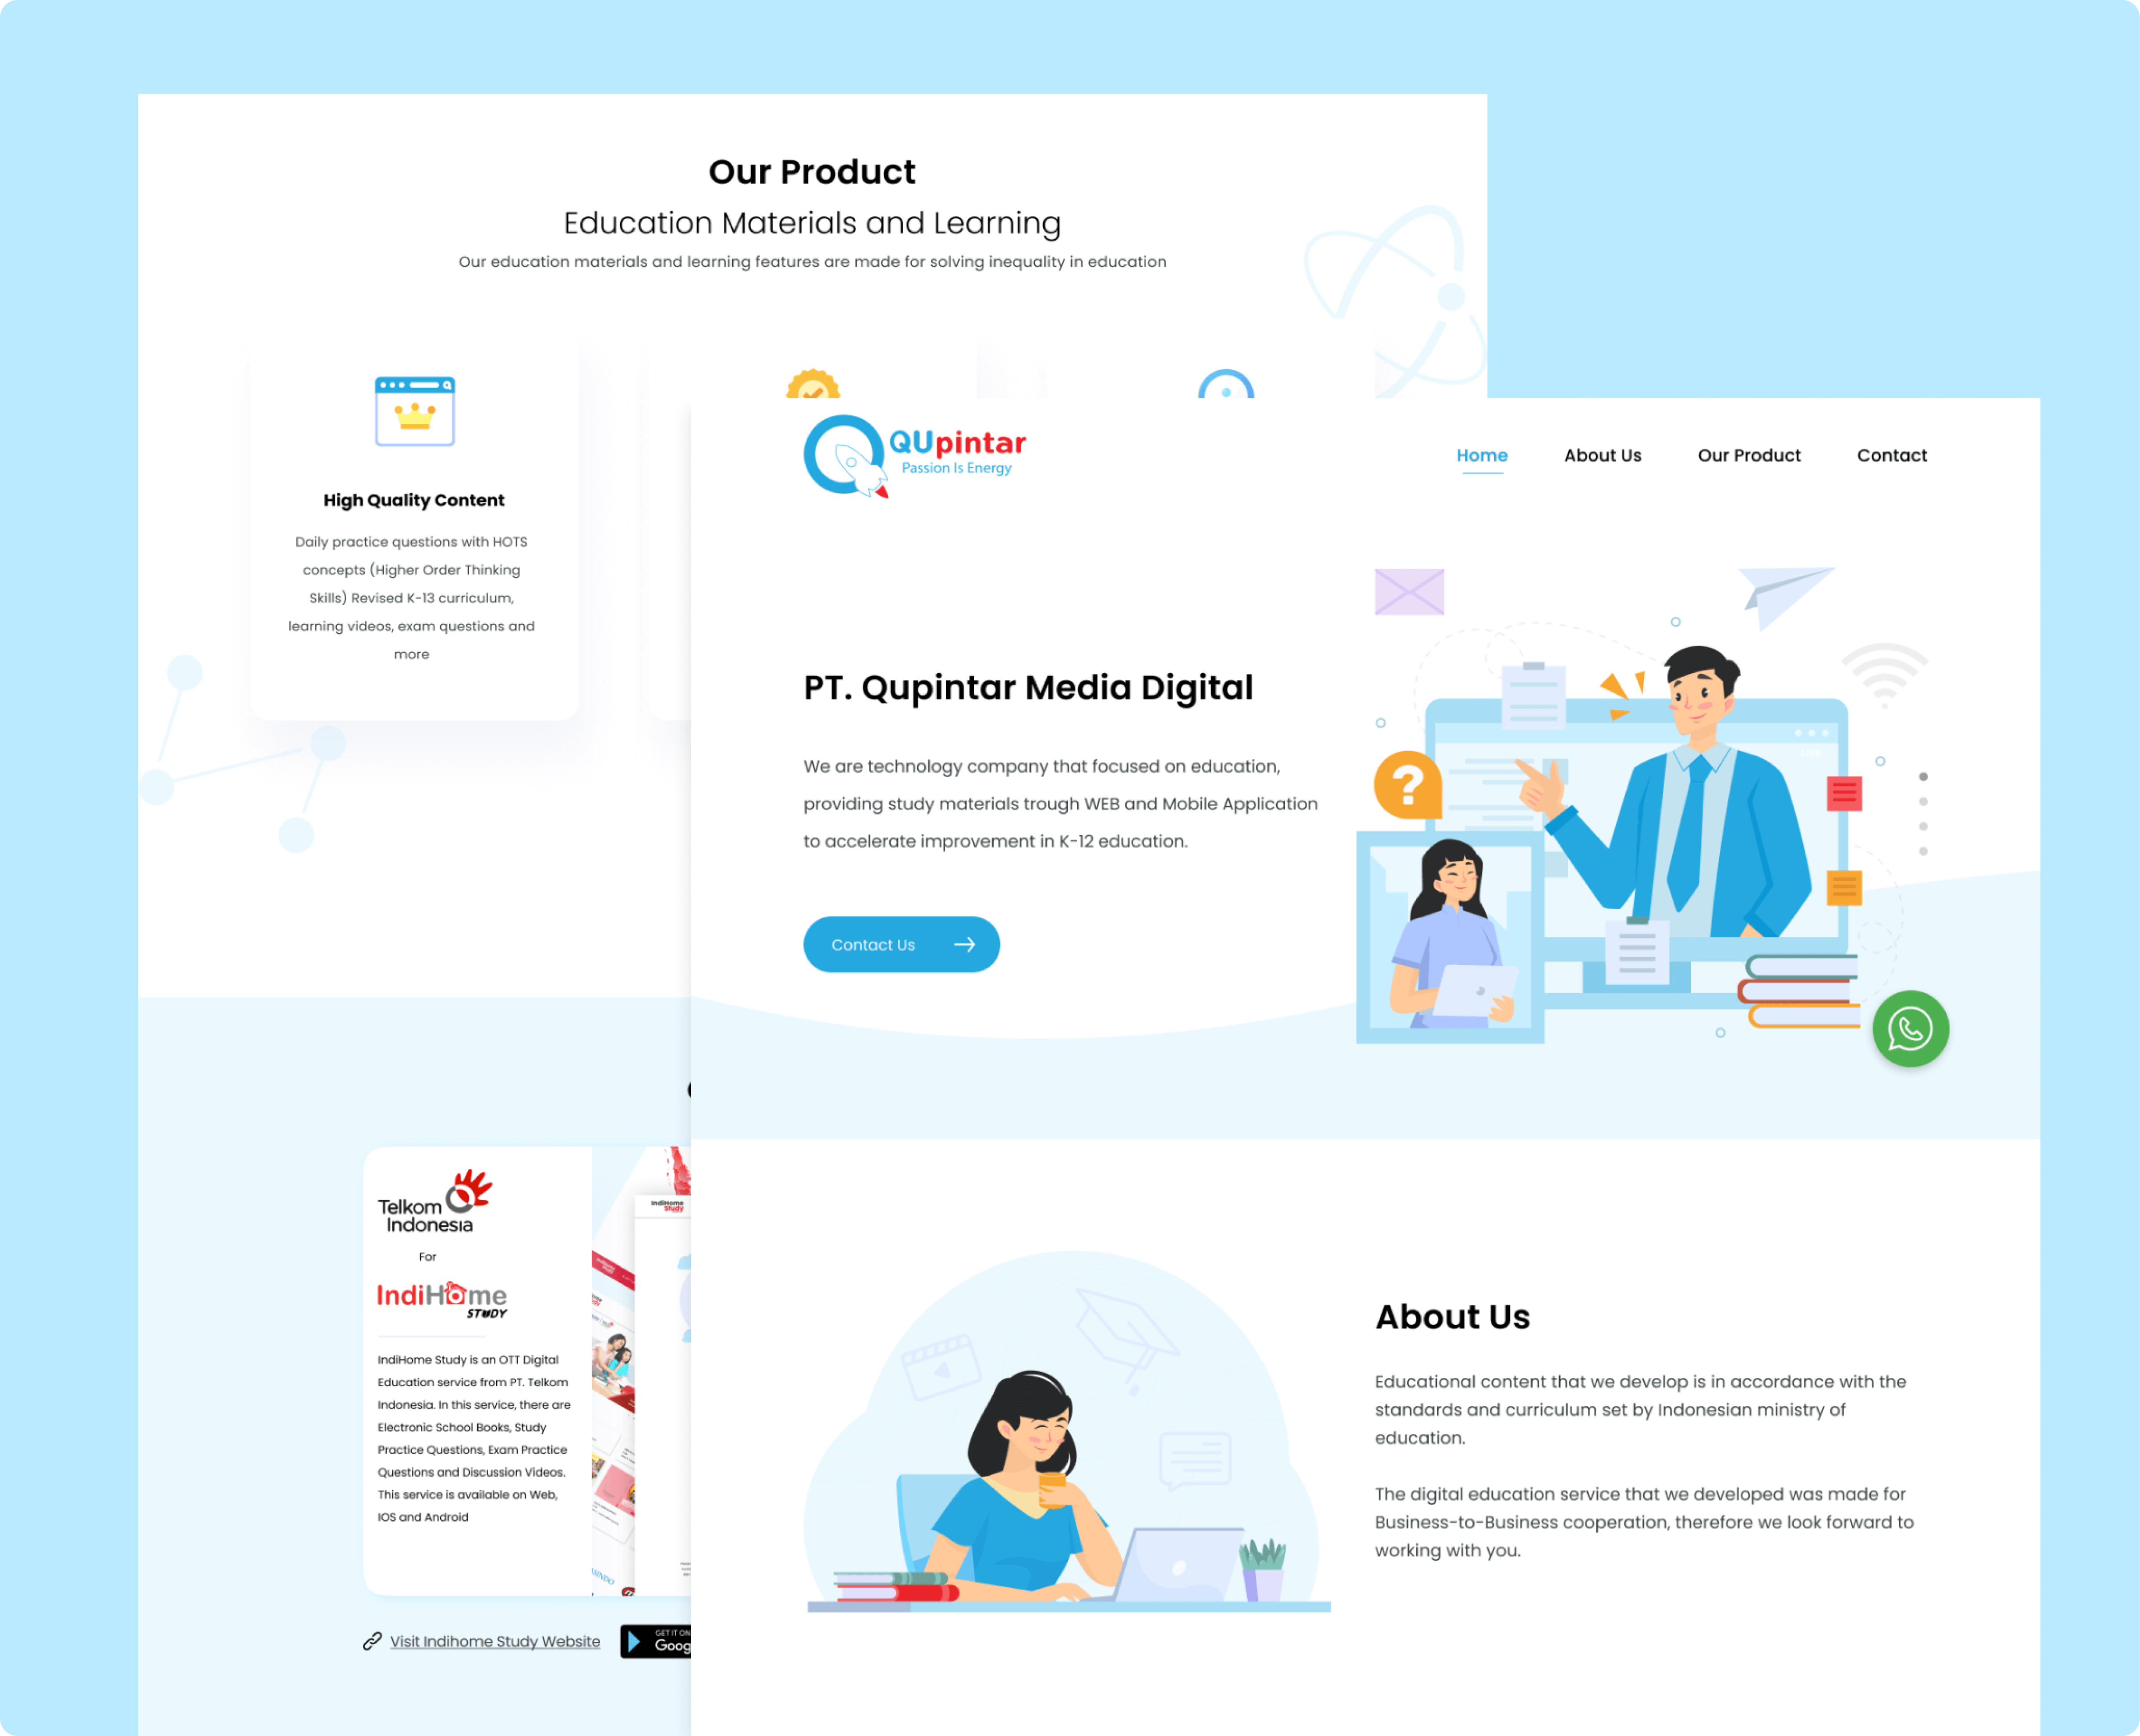 Our Product
Education Materials and Learning
Our education materials and learning features are made for solving inequality in education
High Quality Content
Daily practice questions with HOTS
concepts (Higher Order Thinking
Skills) Revised K-13 curriculum,
learning videos, exam questions and
more
Telkom
Indonesia
For
IndiHome
STUDY
IndiHome Study is an OTT Digital
Education service from PT. Telkom
Indonesia. In this service, there are
Electronic School Books, Study
Practice Questions, Exam Practice
Questions and Discussion Videos.
This service is available on Web,
IOS and Android
IndiHome
Study
Visit Indihome Study Website
GET IT ON
Goog
QUpintar
Passion Is Energy
Home
About Us
Our Product
Contact
PT. Qupintar Media Digital
We are technology company that focused on education,
providing study materials trough WEB and Mobile Application
to accelerate improvement in K-12 education.
Contact Us
?
About Us
Educational content that we develop is in accordance with the
standards and curriculum set by Indonesian ministry of
education.
The digital education service that we developed was made for
Business-to-Business cooperation, therefore we look forward to
working with you.